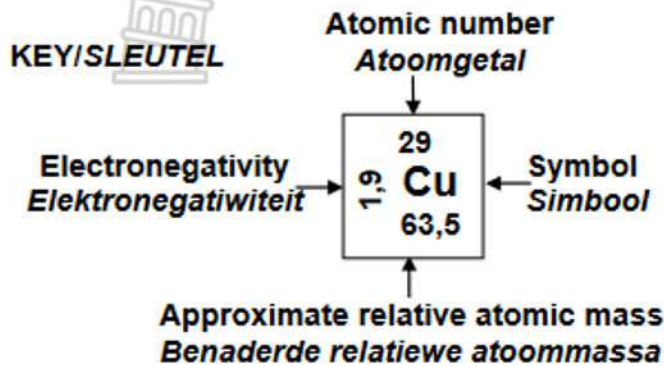 KEY/SLEUTEL
Atomic number
Atoomgetal
Electronegativity
Elektronegatiwiteit
29
1,9
Cu
63,5
Symbol
Simbool
Approximate relative atomic mass
Benaderde relatiewe atoommassa